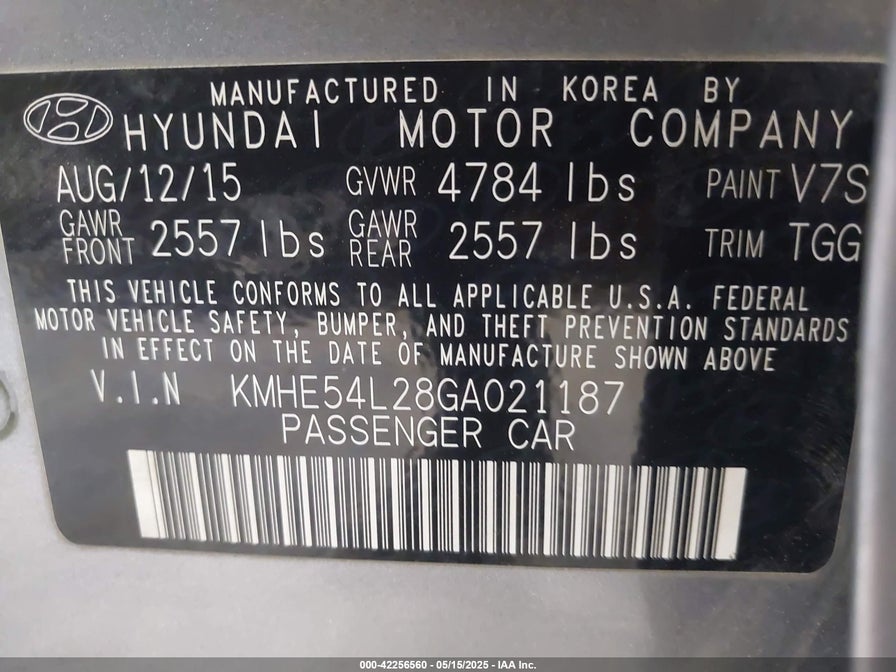 MANUFACTURED IN KOREA BY
HYUNDAI MOTOR COMPANY
AUG/12/15 GVWR 4784 lbs PAINT V7S
GAWR FRONT 2557 lbs GAWR REAR 2557 lbs TRIM TGG
THIS VEHICLE CONFORMS TO ALL APPLICABLE U.S.A. FEDERAL
MOTOR VEHICLE SAFETY, BUMPER, AND THEFT PREVENTION STANDARDS
IN EFFECT ON THE DATE OF MANUFACTURE SHOWN ABOVE
V.I.N KMHE54L28GA021187
PASSENGER CAR
000-42256560 - 05/15/2025 - IAA Inc.